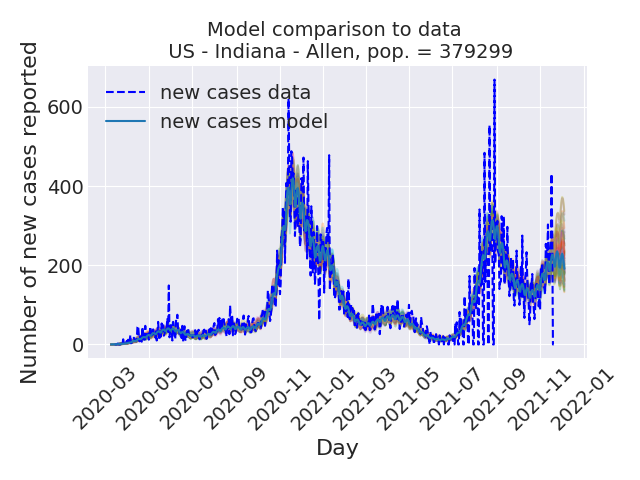 Model comparison to data
US - Indiana - Allen, pop. = 379299
new cases data
new cases model
Number of new cases reported
600
400
200
0
2020-03
2020-05
2020-07
2020-09
2020-11
2021-01
2021-03
2021-05
2021-07
2021-09
2021-11
2022-01
Day